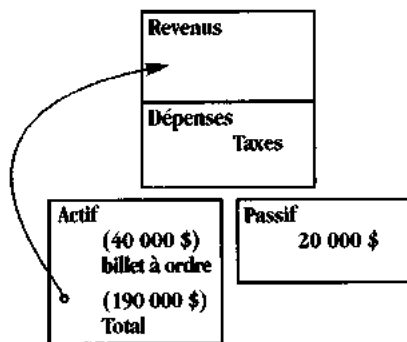 Revenus
Dépenses
Taxes
Actif
(40 000 $)
billet à ordre
(190 000 $)
Total
Passif
20 000 $